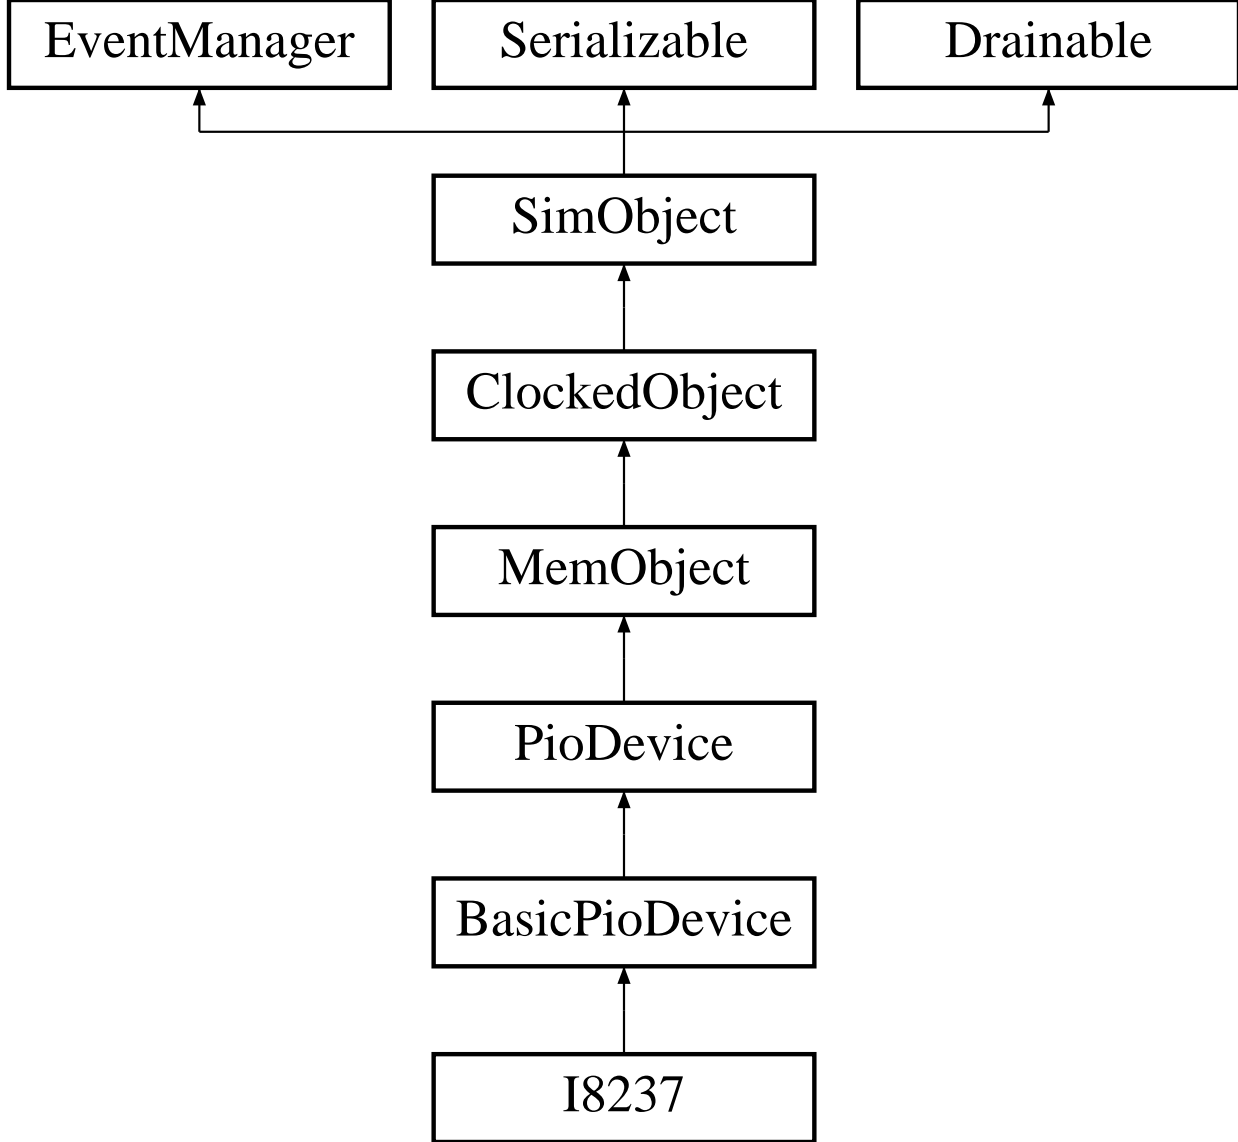 EventManager Serializable Drainable
SimObject
ClockedObject
MemObject
PioDevice
BasicPioDevice
I8237